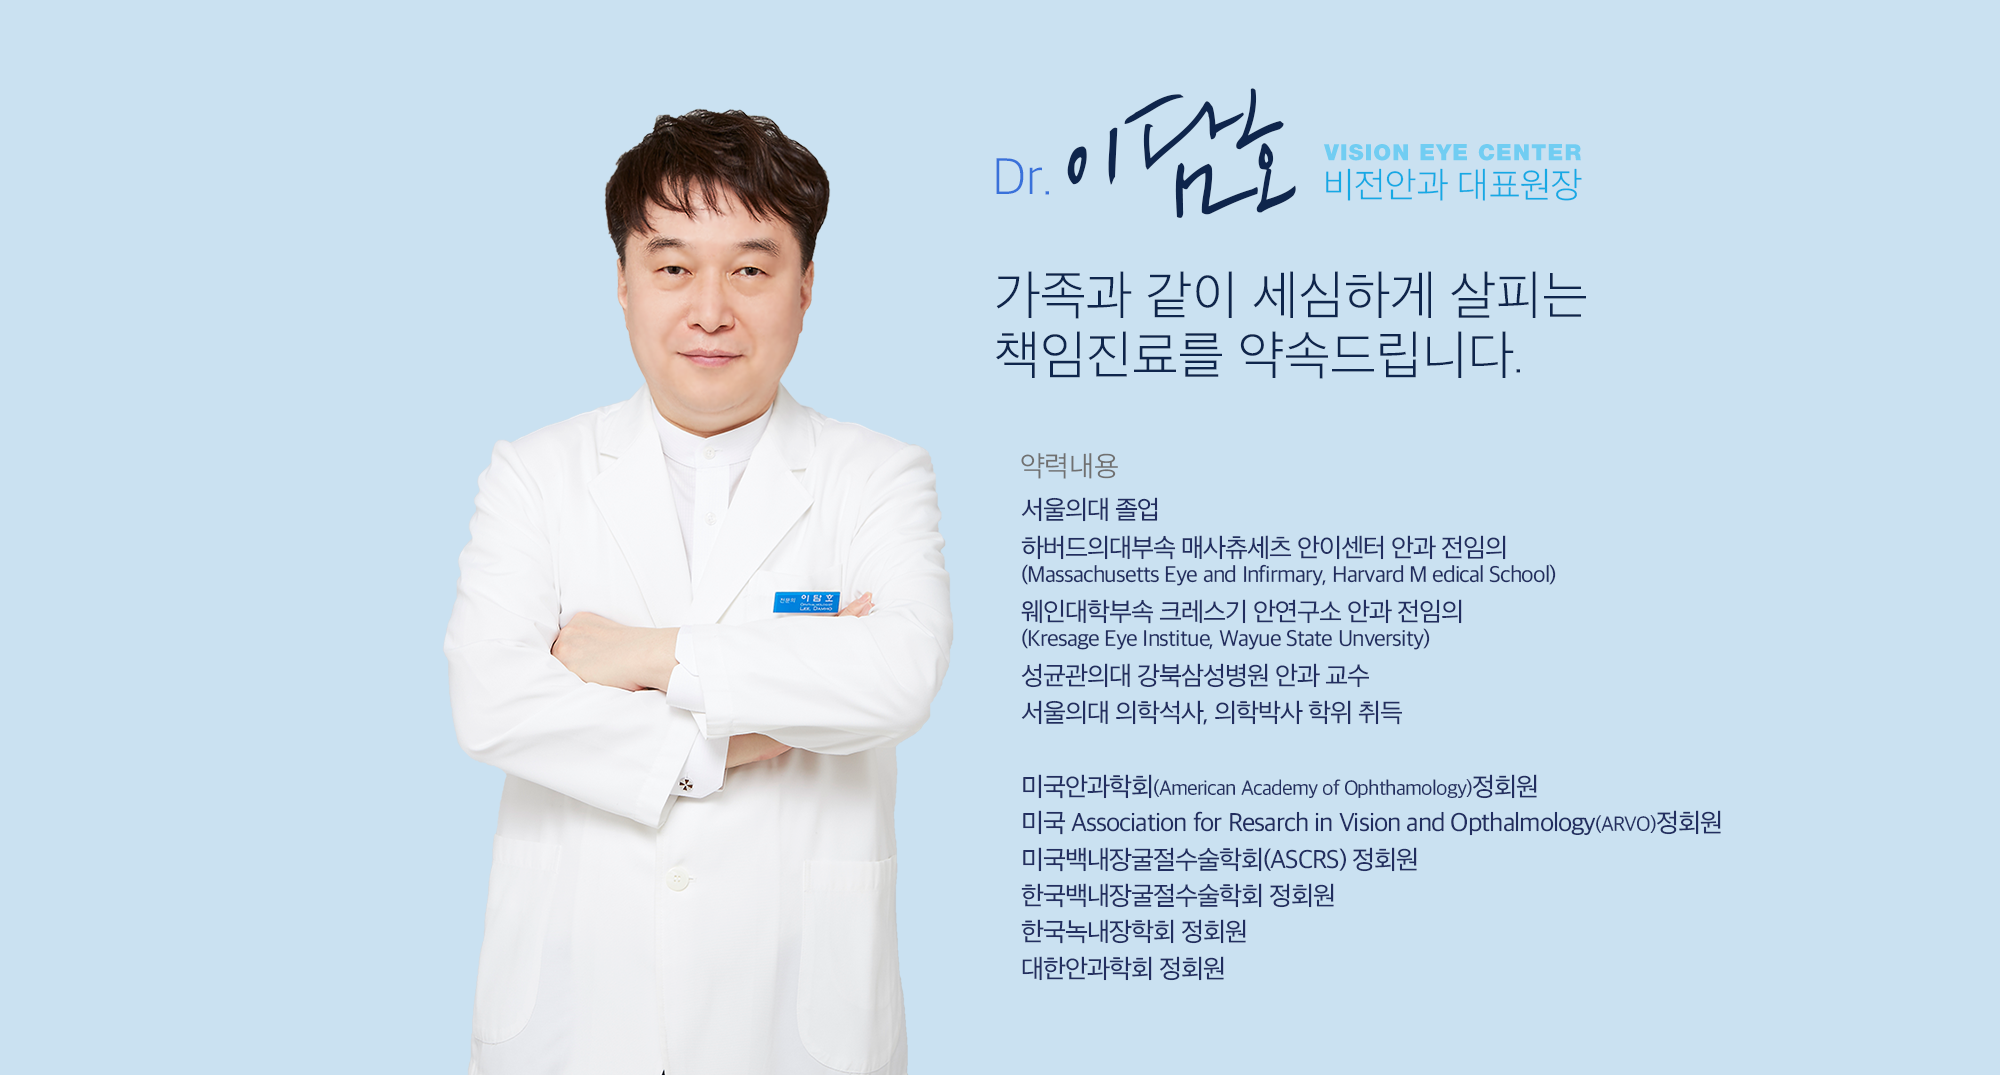 Dr. 이담호
VISION EYE CENTER
비전안과 대표원장
가족과 같이 세심하게 살피는
책임진료를 약속드립니다.
약력내용
서울의대 졸업
하버드의대부속 매사츄세츠 안이센터 안과 전임의
(Massachusetts Eye and Infirmary, Harvard M edical School)
웨인대학부속 크레스기 안연구소 안과 전임의
(Kresage Eye Institue, Wayue State Unversity)
성균관의대 강북삼성병원 안과 교수
서울의대 의학석사, 의학박사 학위 취득
미국안과학회(American Academy of Ophthamology)정회원
미국 Association for Resarch in Vision and Opthalmology(ARVO)정회원
미국백내장굴절수술학회(ASCRS) 정회원
한국백내장굴절수술학회 정회원
한국녹내장학회 정회원
대한안과학회 정회원
전문의 이담호
LEE, DAMHO